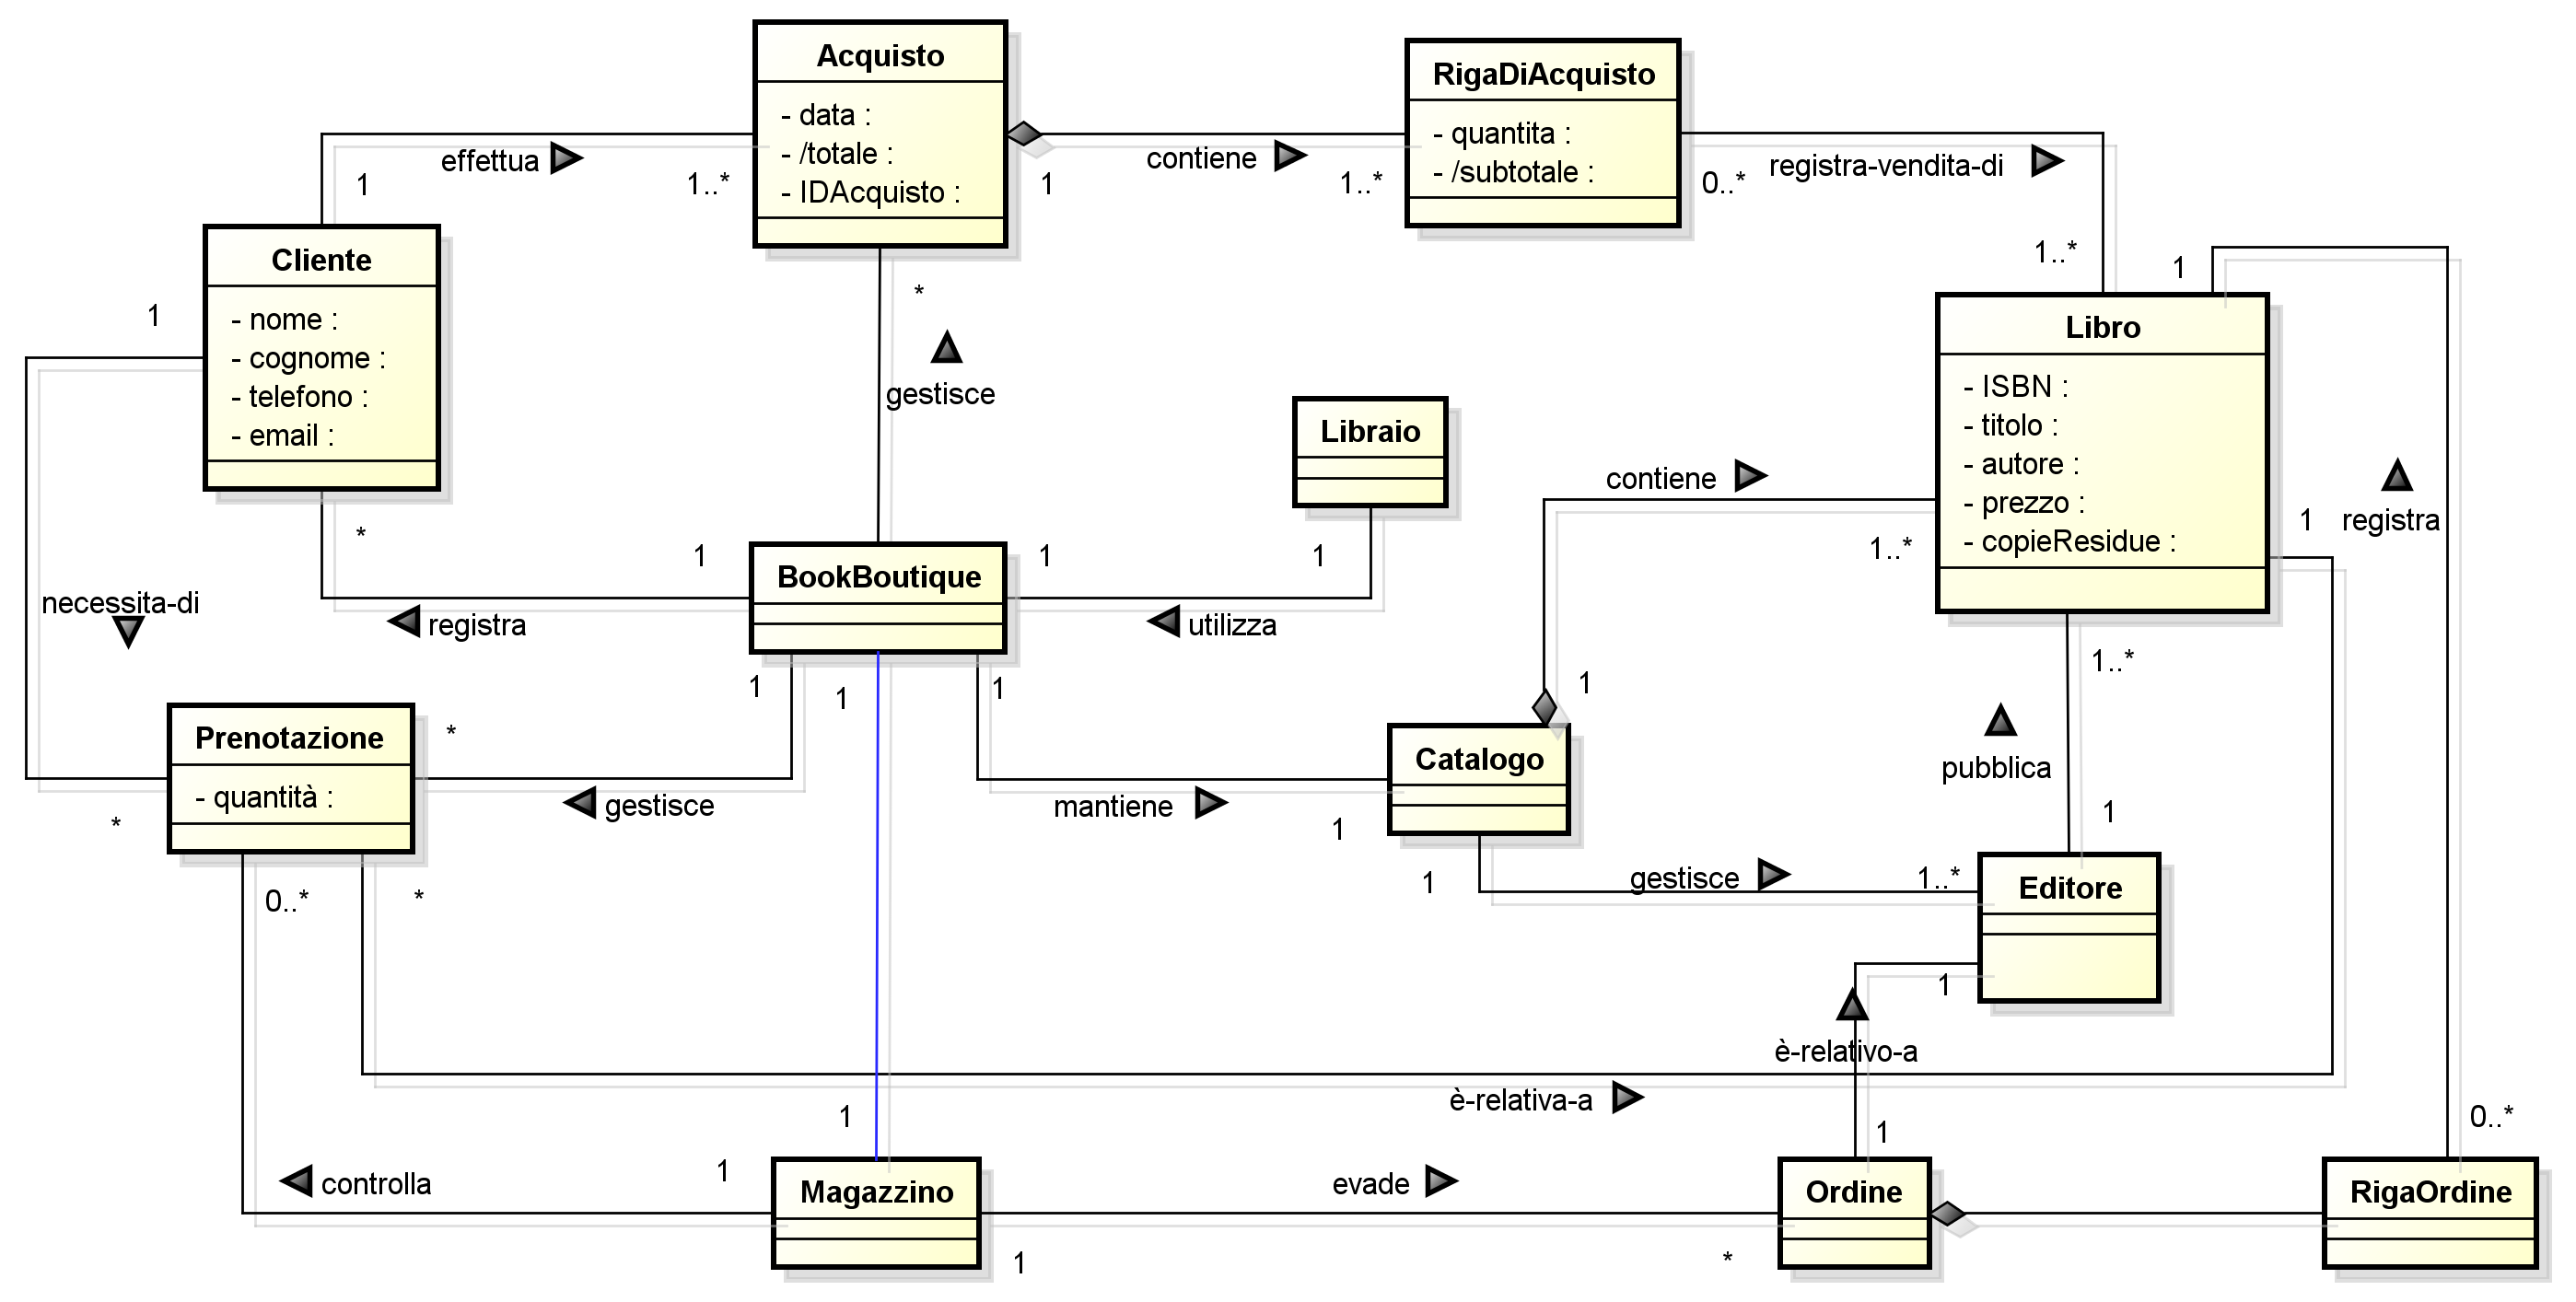 Acquisto
- data :
- /totale :
- IDAcquisto :
RigaDiAcquisto
- quantita :
- /subtotale :
effettua
1
1..*
contiene
1
1..*
registra-vendita-di
0..*
1..*
1
Cliente
- nome :
- cognome :
- telefono :
- email :
1
*
gestisce
Libro
- ISBN :
- titolo :
- autore :
- prezzo :
- copieResidue :
Libraio
contiene
1..*
1
registra
*
1
BookBoutique
1
1
registra
utilizza
necessita-di
1
1
1
1
1..*
Prenotazione
- quantità :
*
*
gestisce
mantiene
1
Catalogo
pubblica
1
1
gestisce
1..*
Editore
0..*
*
1
è-relativo-a
è-relativa-a
1
1
0..*
controlla
1
Magazzino
evade
Ordine
RigaOrdine
1
*